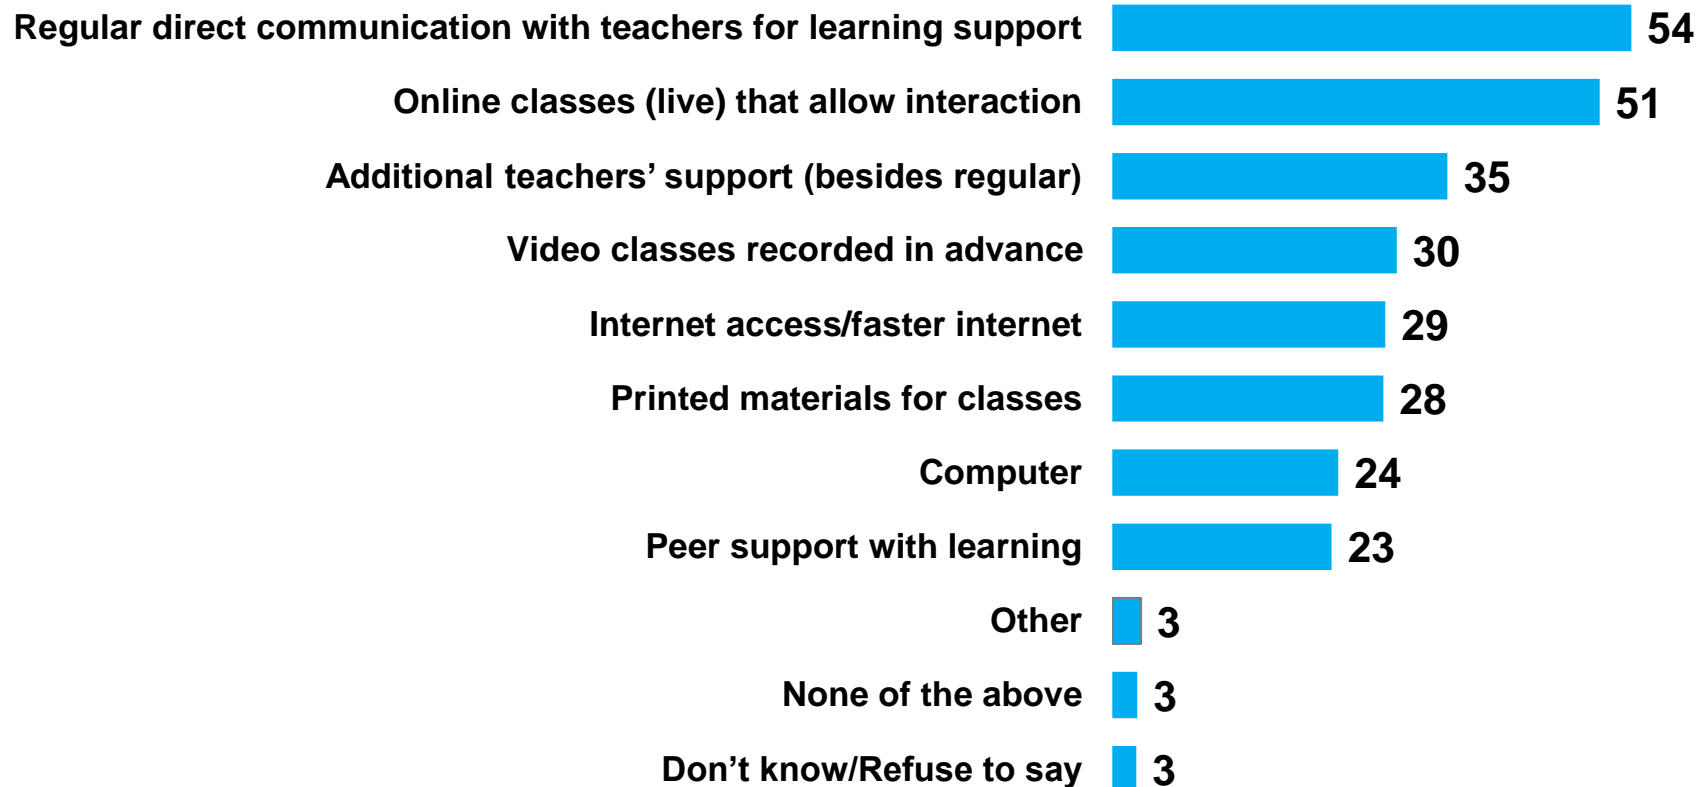 Regular direct communication with teachers for learning support 54
Online classes (live) that allow interaction 51
Additional teachers’ support (besides regular) 35
Video classes recorded in advance 30
Internet access/faster internet 29
Printed materials for classes 28
Computer 24
Peer support with learning 23
Other 3
None of the above 3
Don’t know/Refuse to say 3